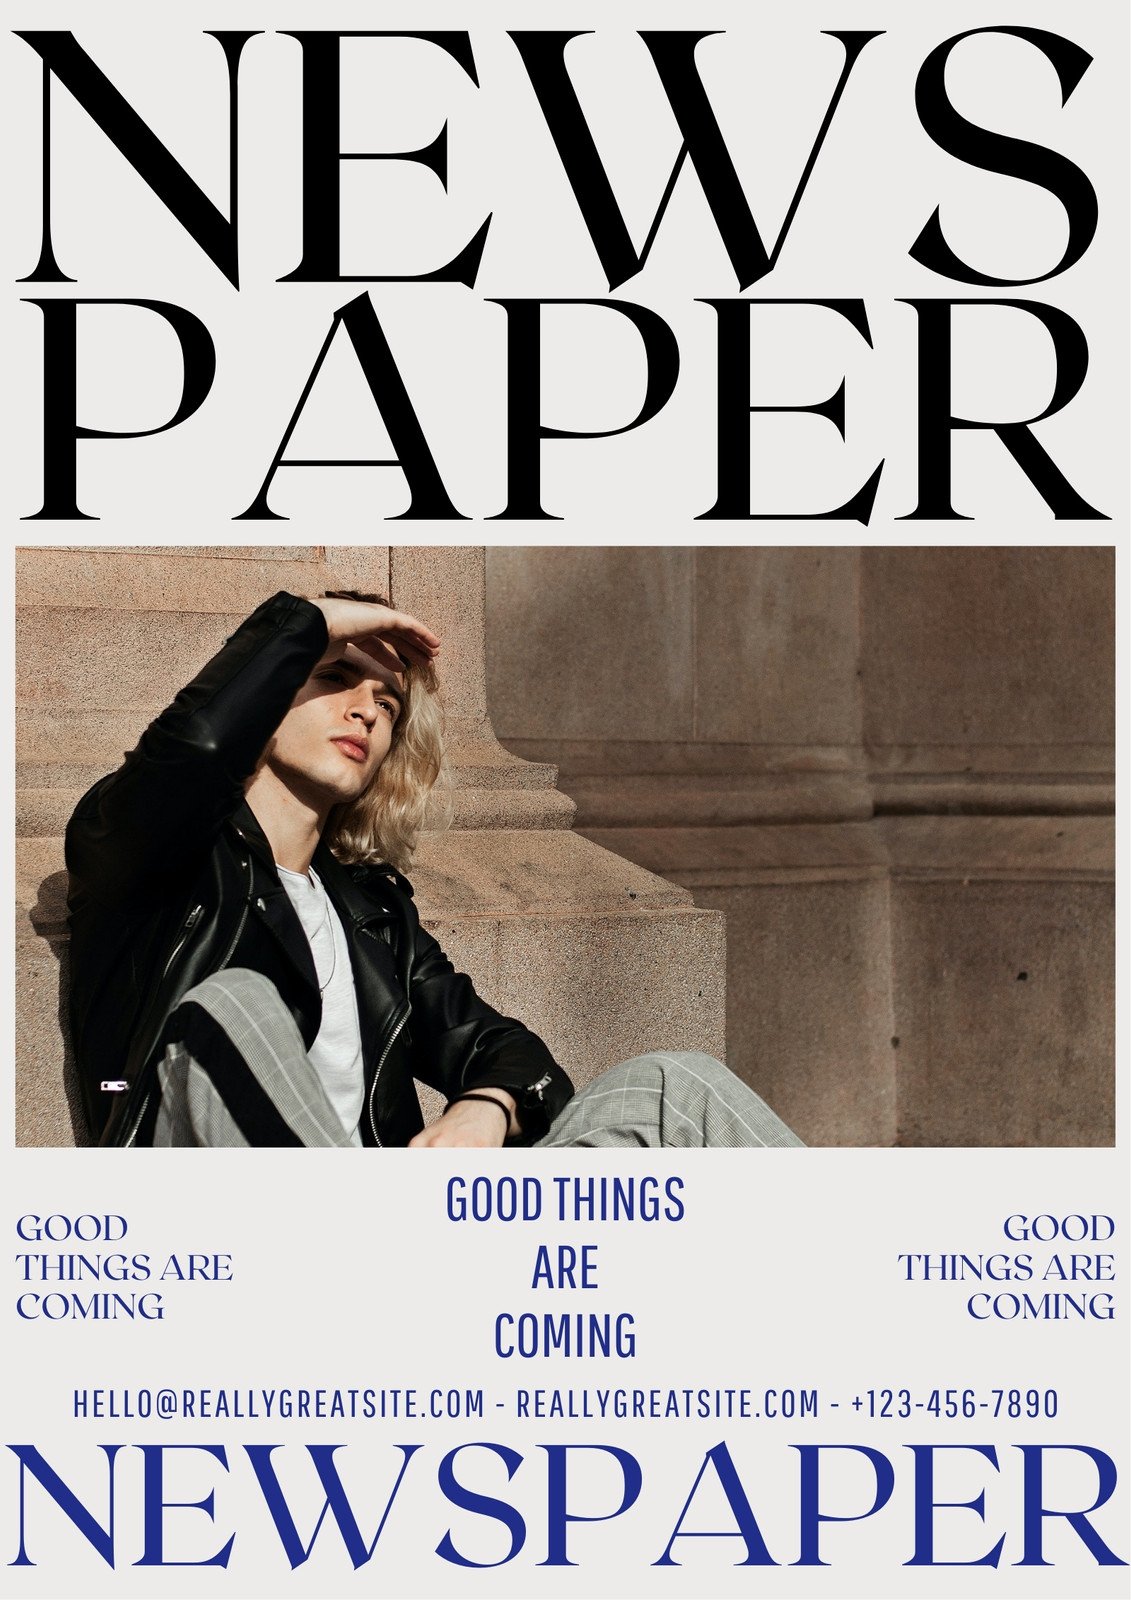 NEWS
PAPER
GOOD
THINGS ARE
COMING
GOOD THINGS
ARE
COMING
GOOD
THINGS ARE
COMING
HELLO@REALLYGREATSITE.COM - REALLYGREATSITE.COM - +123-456-7890
NEWSPAPER